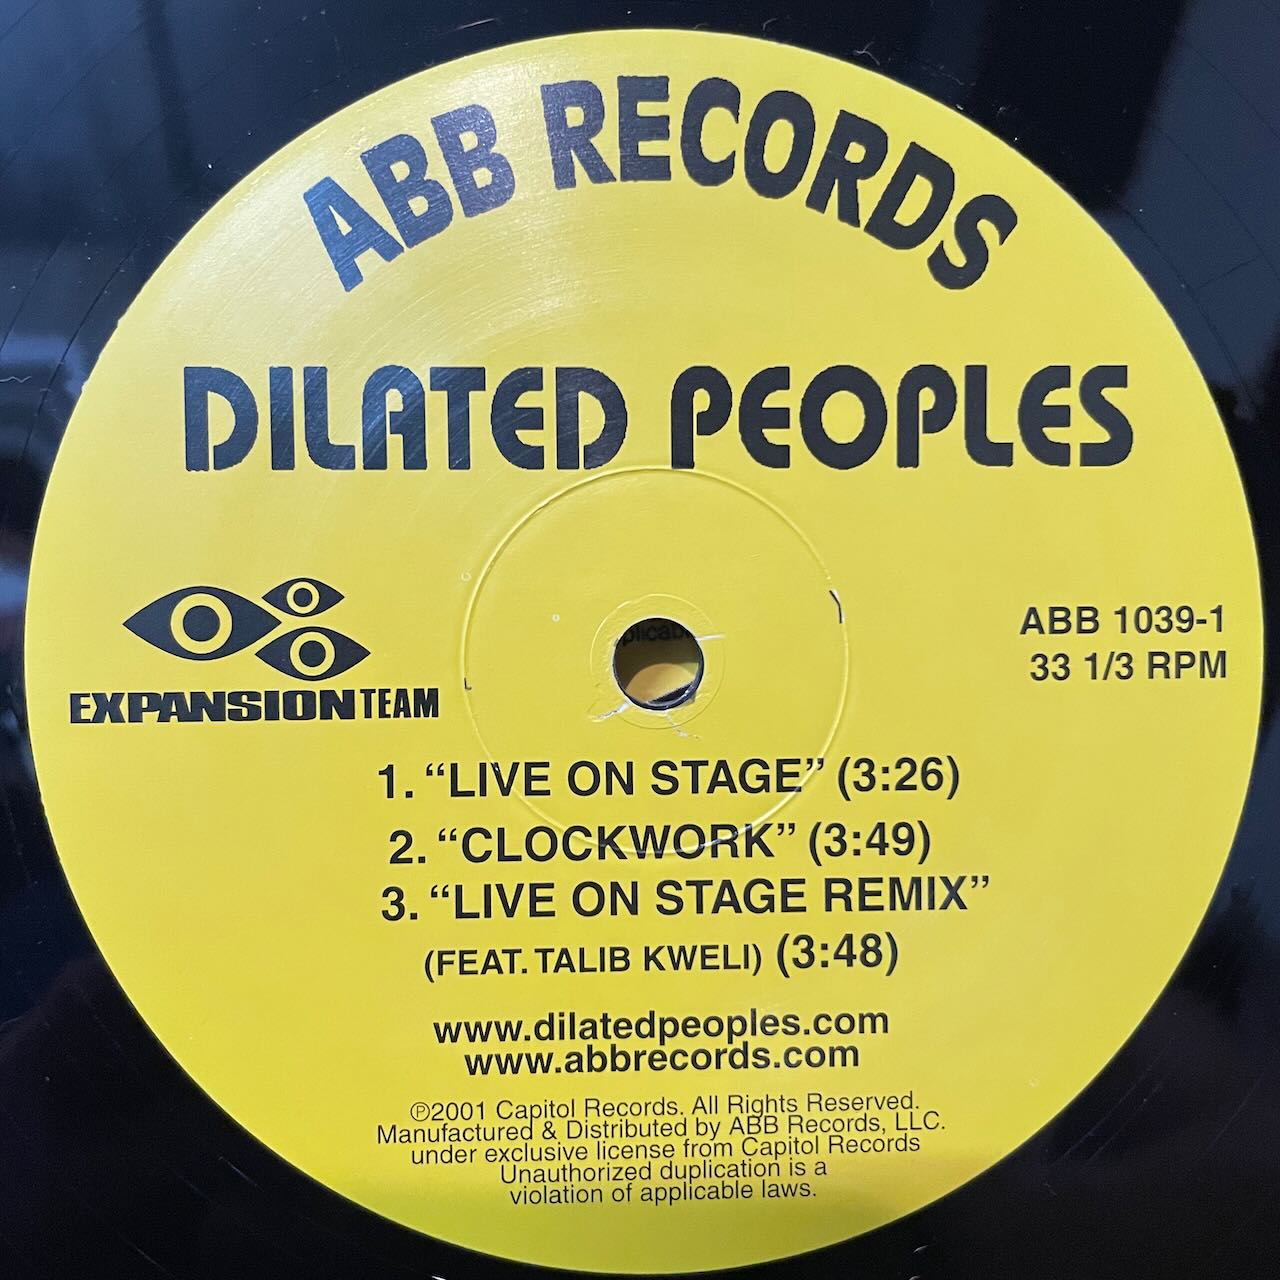 ABB RECORDS
DILATED PEOPLES
EXPANSION TEAM
ABB 1039-1
33 1/3 RPM
1. “LIVE ON STAGE” (3:26)
2. “CLOCKWORK” (3:49)
3. “LIVE ON STAGE REMIX”
(FEAT. TALIB KWELI) (3:48)
www.dilatedpeoples.com
www.abbrecords.com
℗2001 Capitol Records. All Rights Reserved.
Manufactured & Distributed by ABB Records, LLC.
under exclusive license from Capitol Records
Unauthorized duplication is a
violation of applicable laws.